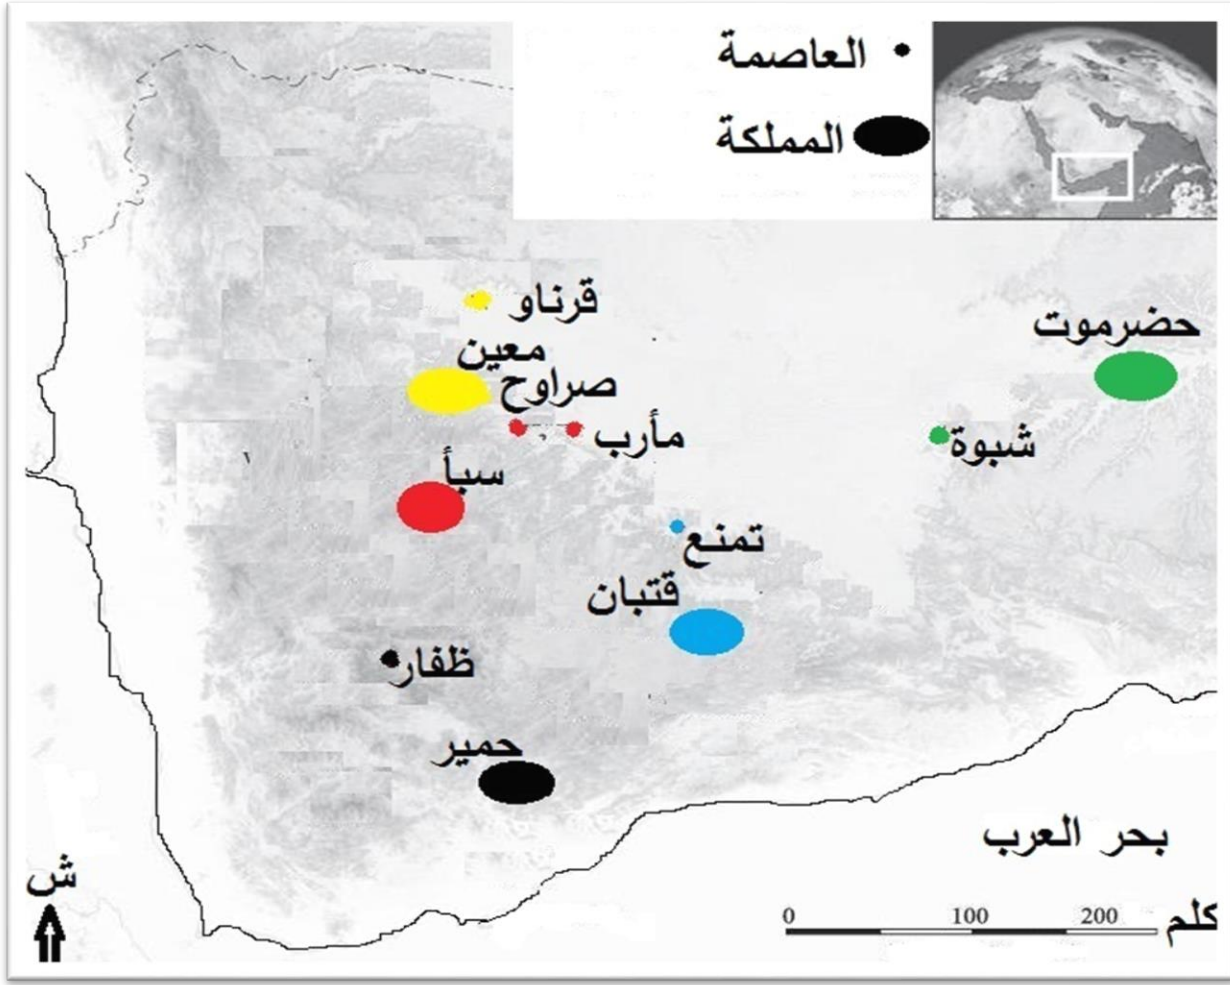 العاصمة
المملكة
قرناو
حضرموت
معين
صراوح
مأرب
شبوة
سبأ
تمنع
قتبان
ظفار
حمير
بحر العرب
ش
0 100 200 كلم